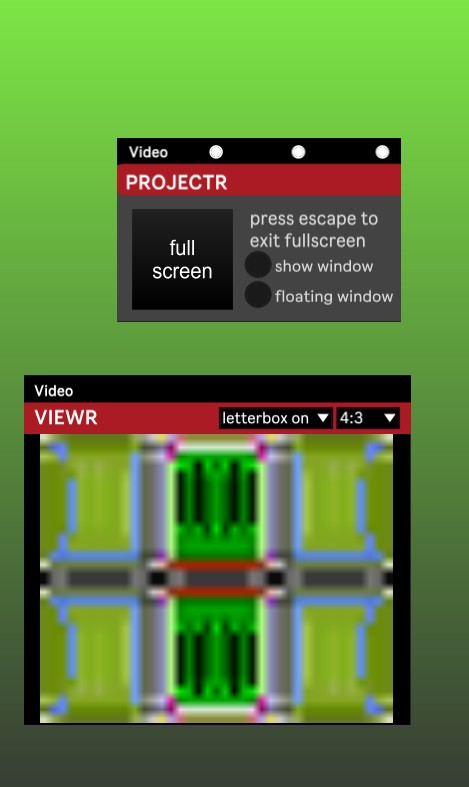 Video
PROJECTR
full
screen
press escape to
exit fullscreen
show window
floating window
Video
VIEWR
letterbox on
4:3